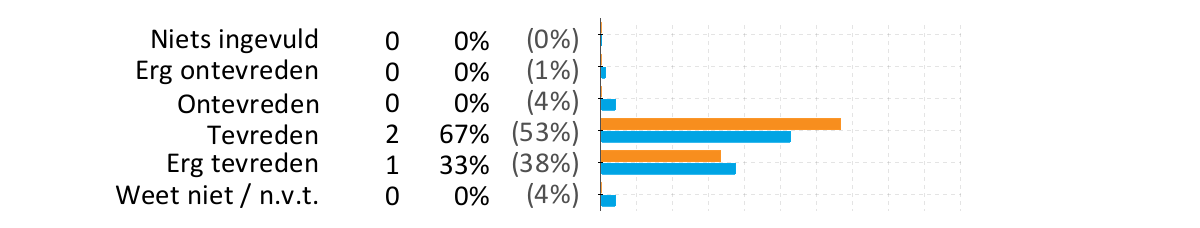 Niets ingevuld 0 0% (0%)
Erg ontevreden 0 0% (1%)
Ontevreden 0 0% (4%)
Tevreden 2 67% (53%)
Erg tevreden 1 33% (38%)
Weet niet / n.v.t. 0 0% (4%)